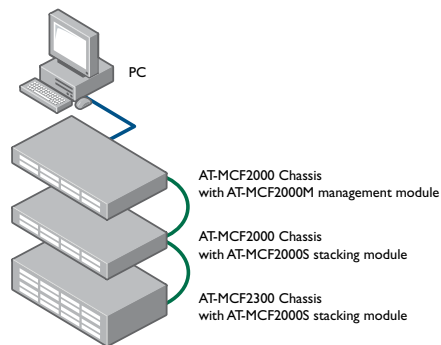 PC
AT-MCF2000 Chassis
with AT-MCF2000M management module
AT-MCF2000 Chassis
with AT-MCF2000S stacking module
AT-MCF2300 Chassis
with AT-MCF2000S stacking module